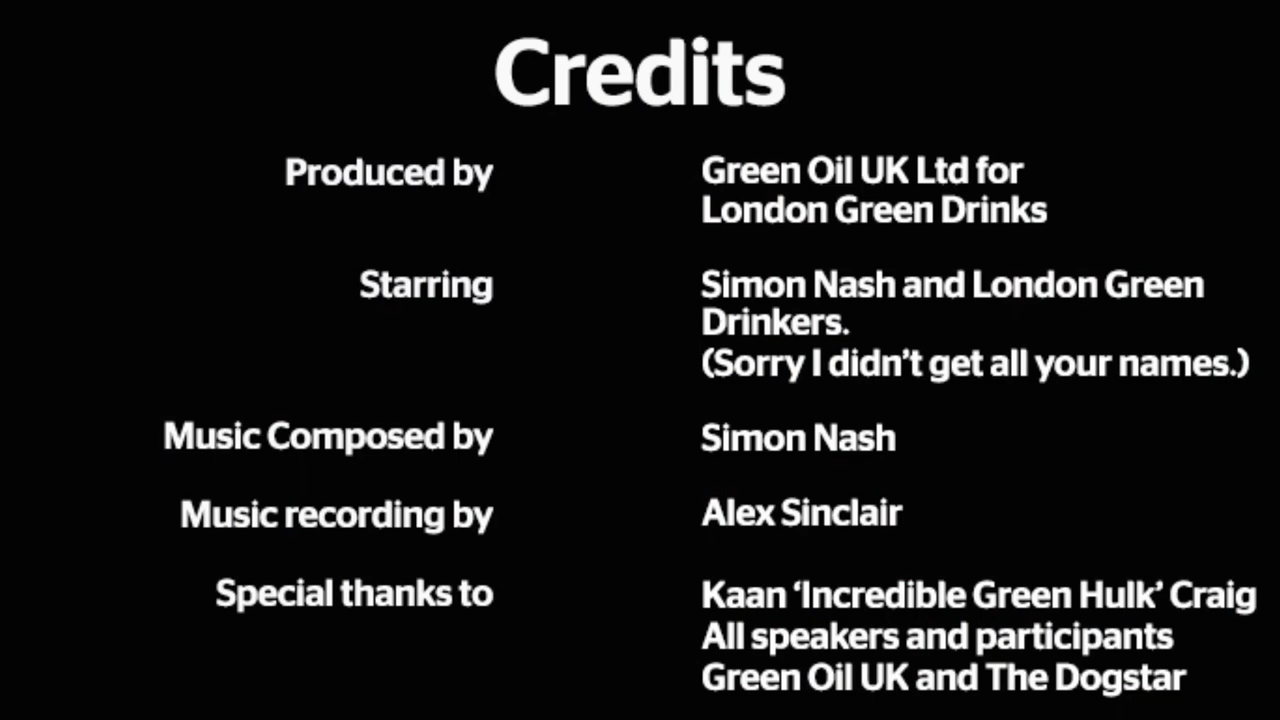 Credits
Produced by
Green Oil UK Ltd for
London Green Drinks
Starring
Simon Nash and London Green
Drinkers.
(Sorry I didn’t get all your names.)
Music Composed by
Simon Nash
Music recording by
Alex Sinclair
Special thanks to
Kaan ‘Incredible Green Hulk’ Craig
All speakers and participants
Green Oil UK and The Dogstar